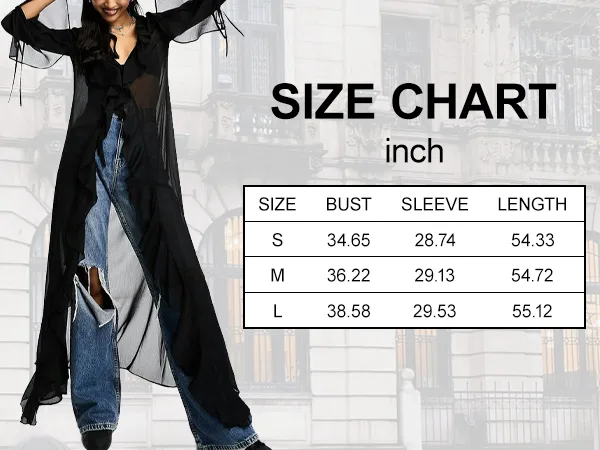 SIZE CHART
inch
SIZE BUST SLEEVE LENGTH
S 34.65 28.74 54.33
M 36.22 29.13 54.72
L 38.58 29.53 55.12